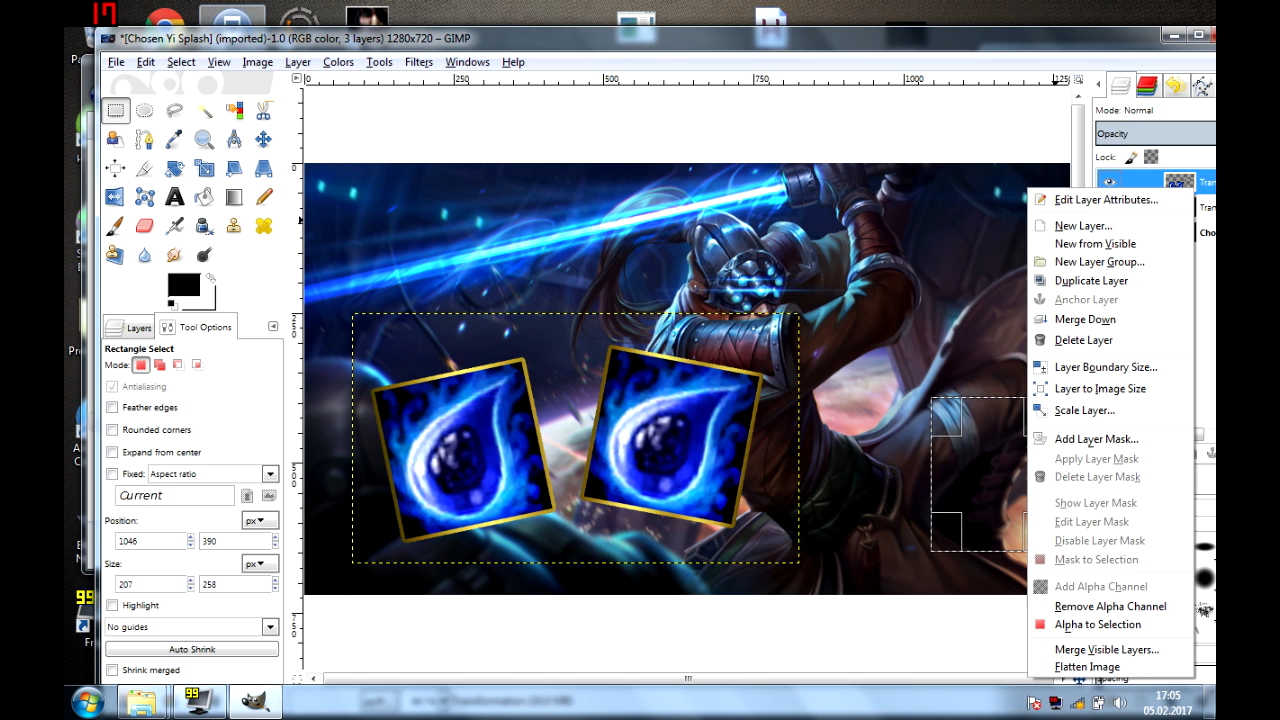 17
*[Chosen Yi Splash] (imported)-1.0 (RGB color, 3 layers) 1280x720 – GIMP
File Edit Select View Image Layer Colors Tools Filters Windows Help
0 250 500 750 1000
Mode: Normal
Opacity
Lock:
Edit Layer Attributes...
New Layer...
New from Visible
New Layer Group...
Duplicate Layer
Anchor Layer
Merge Down
Delete Layer
Layer Boundary Size...
Layer to Image Size
Scale Layer...
Add Layer Mask...
Apply Layer Mask
Delete Layer Mask
Show Layer Mask
Edit Layer Mask
Disable Layer Mask
Mask to Selection
Add Alpha Channel
Remove Alpha Channel
Alpha to Selection
Merge Visible Layers...
Flatten Image
Layers Tool Options
Rectangle Select
Mode:
Antialiasing
Feather edges
Rounded corners
Expand from center
Fixed: Aspect ratio
Current
Position: px
1046 390
Size: px
207 258
Highlight
No guides
Auto Shrink
Shrink merged
99
99
17:05
05.02.2017